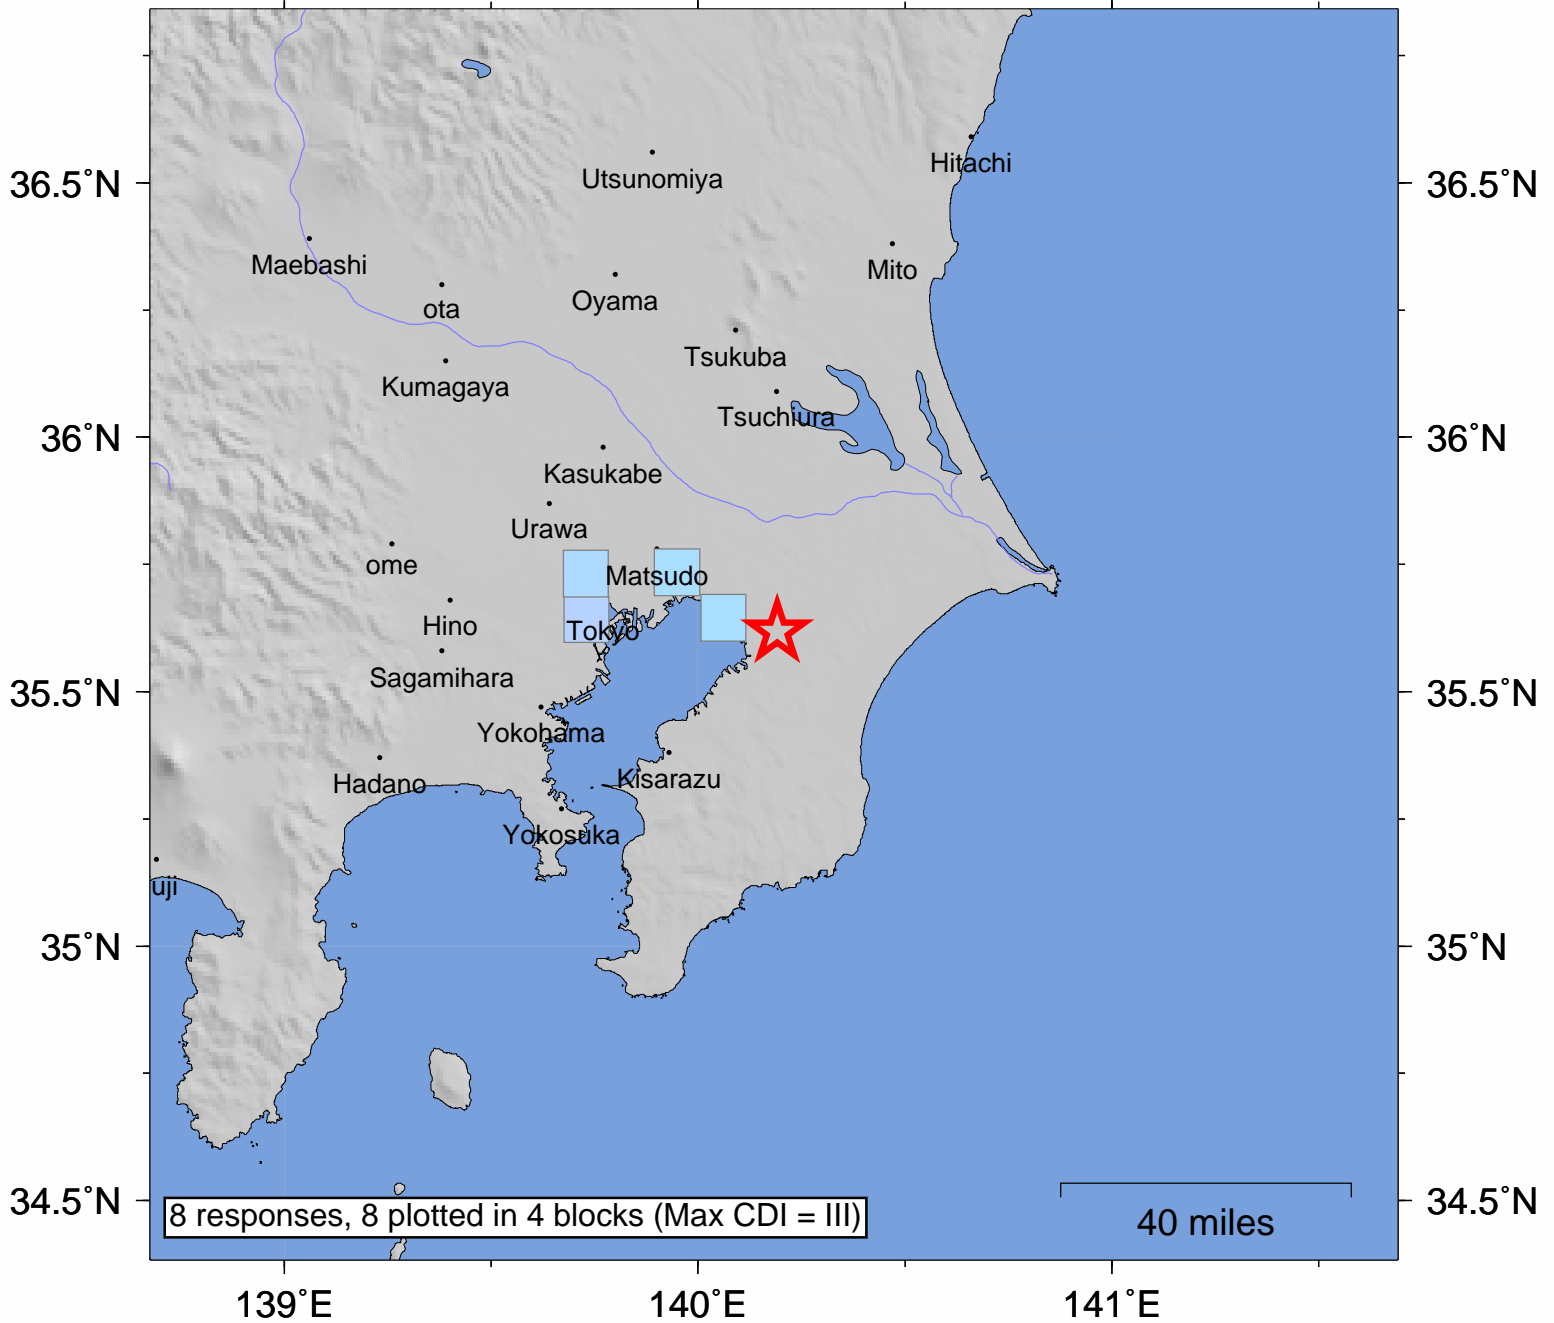 Hitachi
Utsunomiya
36.5°N
36.5°N
Maebashi
Mito
ota
Oyama
Tsukuba
Kumagaya
Tsuchiura
36°N
36°N
Kasukabe
Urawa
ome
Matsudo
Hino
Tokyo
Sagamihara
35.5°N
35.5°N
Yokohama
Kisarazu
Hadano
Yokosuka
uji
35°N
35°N
34.5°N
34.5°N
8 responses, 8 plotted in 4 blocks (Max CDI = III)
40 miles
139°E
140°E
141°E